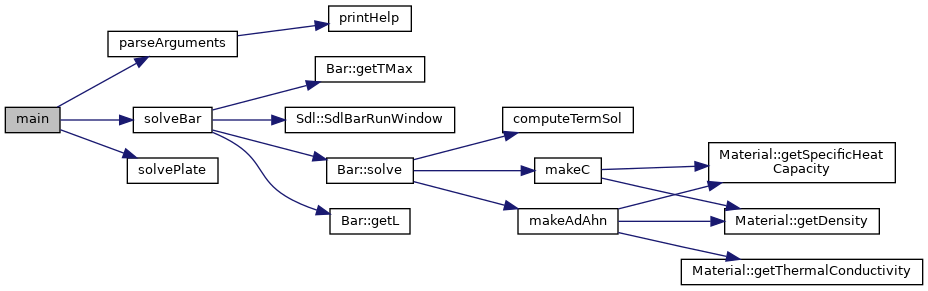 main
parseArguments
printHelp
solveBar
solvePlate
Bar::getTMax
Sdl::SdlBarRunWindow
Bar::solve
Bar::getL
computeTermSol
makeC
makeAdAhn
Material::getSpecificHeat
Capacity
Material::getDensity
Material::getThermalConductivity